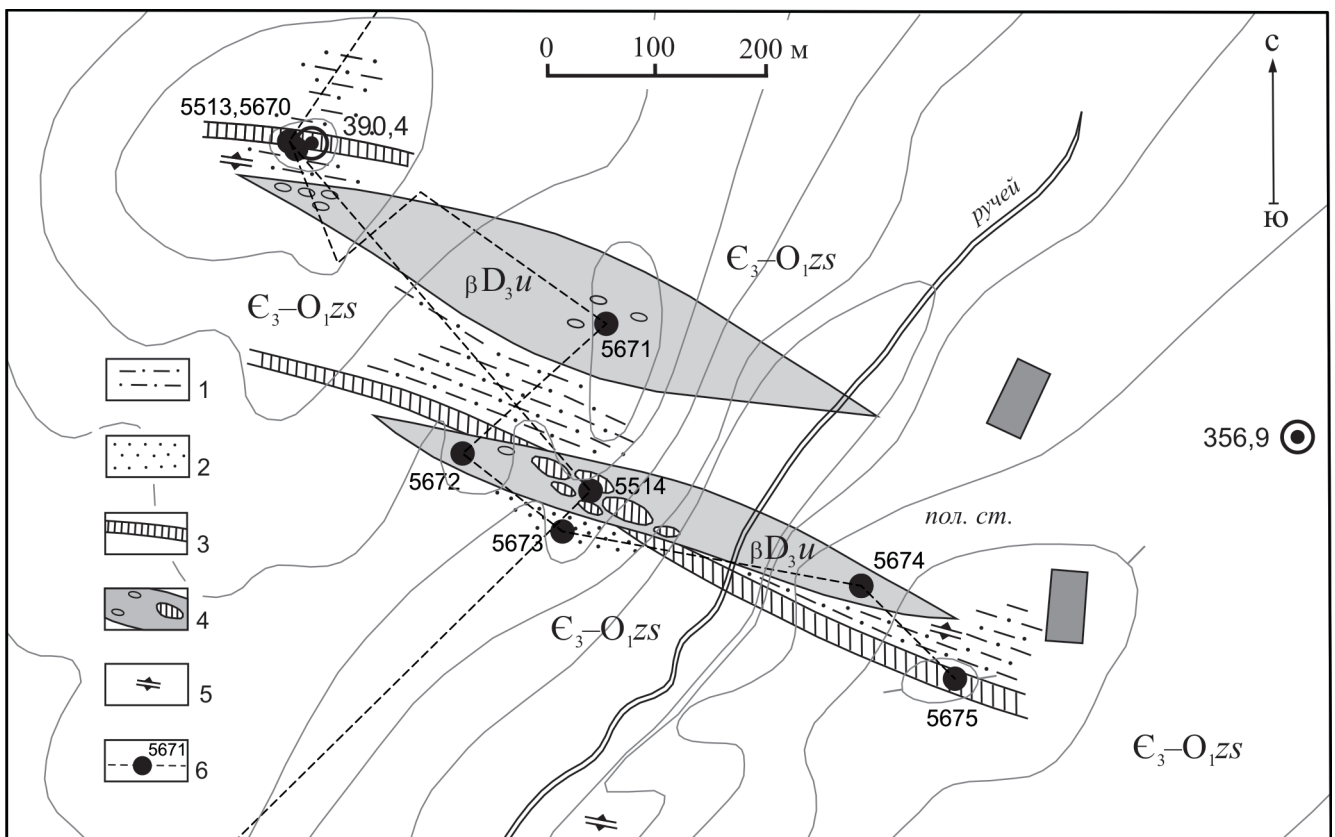 0 100 200 м
с
ю
5513,5670
390,4
ручей
Є₃–O₁zs
βD₃u
Є₃–O₁zs
5671
1
356,9
2
5672
5514
пол. ст.
3
5673
βD₃u
5674
4
Є₃–O₁zs
5
5675
5671
6
Є₃–O₁zs